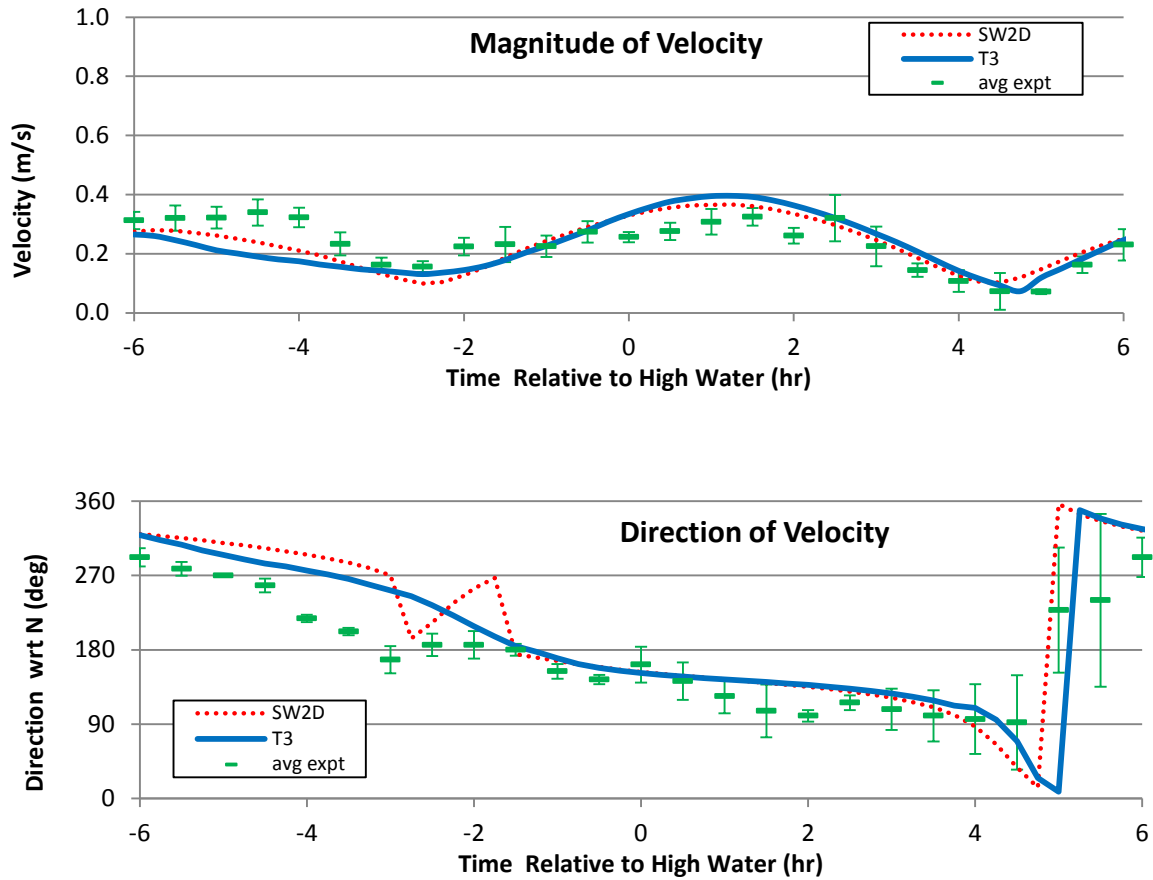 1.0
0.8
0.6
0.4
0.2
0.0
Velocity (m/s)
Magnitude of Velocity
SW2D
T3
avg expt
-6 -4 -2 0 2 4 6
Time Relative to High Water (hr)
360
270
180
90
0
Direction wrt N (deg)
Direction of Velocity
SW2D
T3
avg expt
-6 -4 -2 0 2 4 6
Time Relative to High Water (hr)